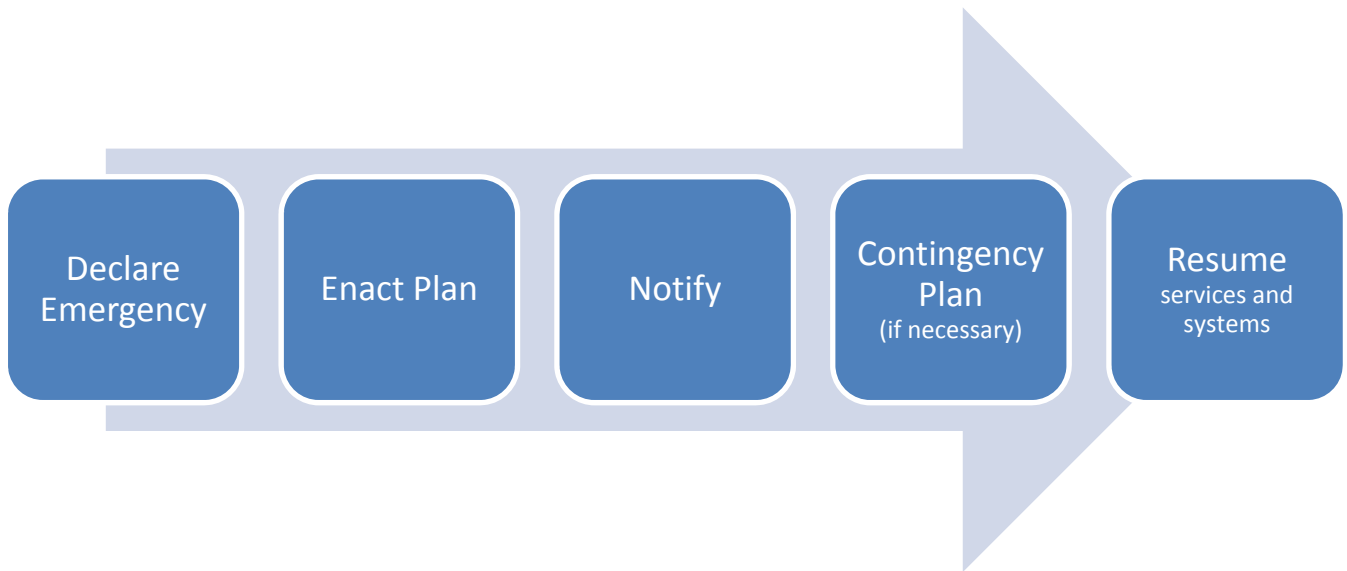 Declare
Emergency
Enact Plan
Notify
Contingency
Plan
(if necessary)
Resume
services and
systems